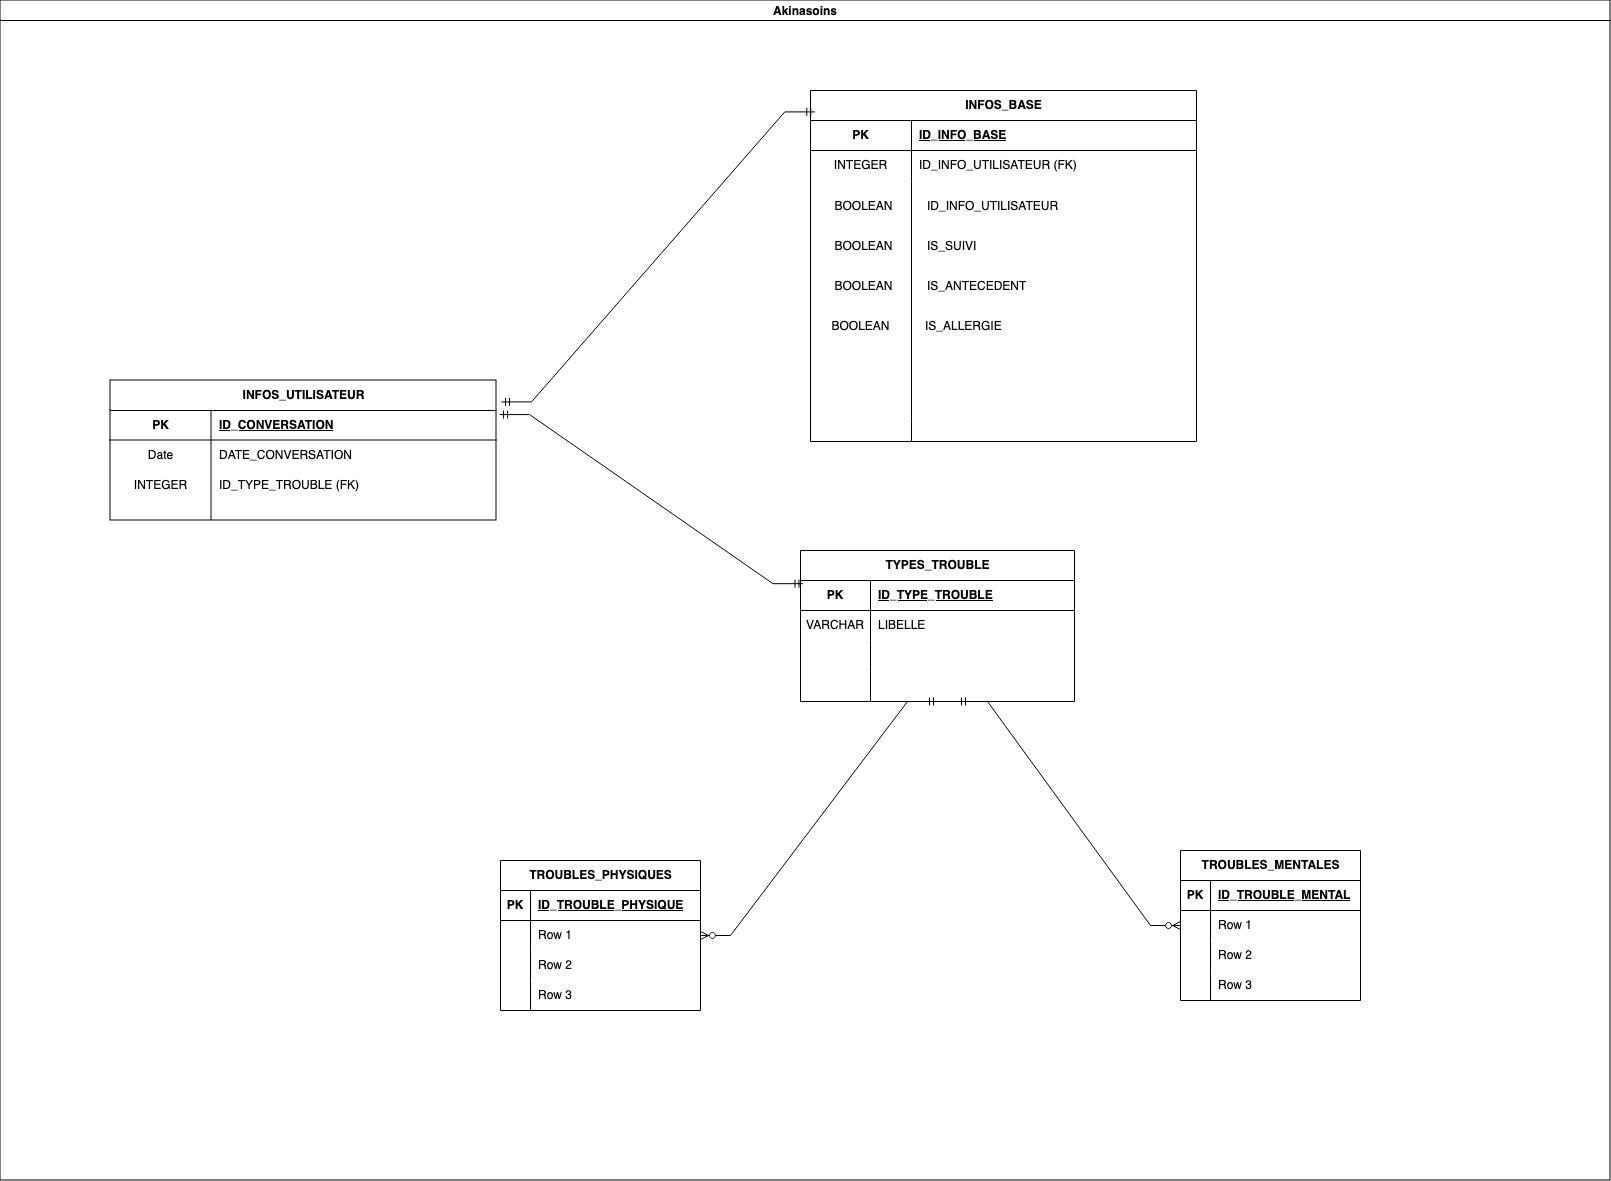 Akinasoins
INFOS_BASE
PK ID_INFO_BASE
INTEGER ID_INFO_UTILISATEUR (FK)
BOOLEAN ID_INFO_UTILISATEUR
BOOLEAN IS_SUIVI
BOOLEAN IS_ANTECEDENT
BOOLEAN IS_ALLERGIE
INFOS_UTILISATEUR
PK ID_CONVERSATION
Date DATE_CONVERSATION
INTEGER ID_TYPE_TROUBLE (FK)
TYPES_TROUBLE
PK ID_TYPE_TROUBLE
VARCHAR LIBELLE
TROUBLES_PHYSIQUES
PK ID_TROUBLE_PHYSIQUE
Row 1
Row 2
Row 3
TROUBLES_MENTALES
PK ID_TROUBLE_MENTAL
Row 1
Row 2
Row 3